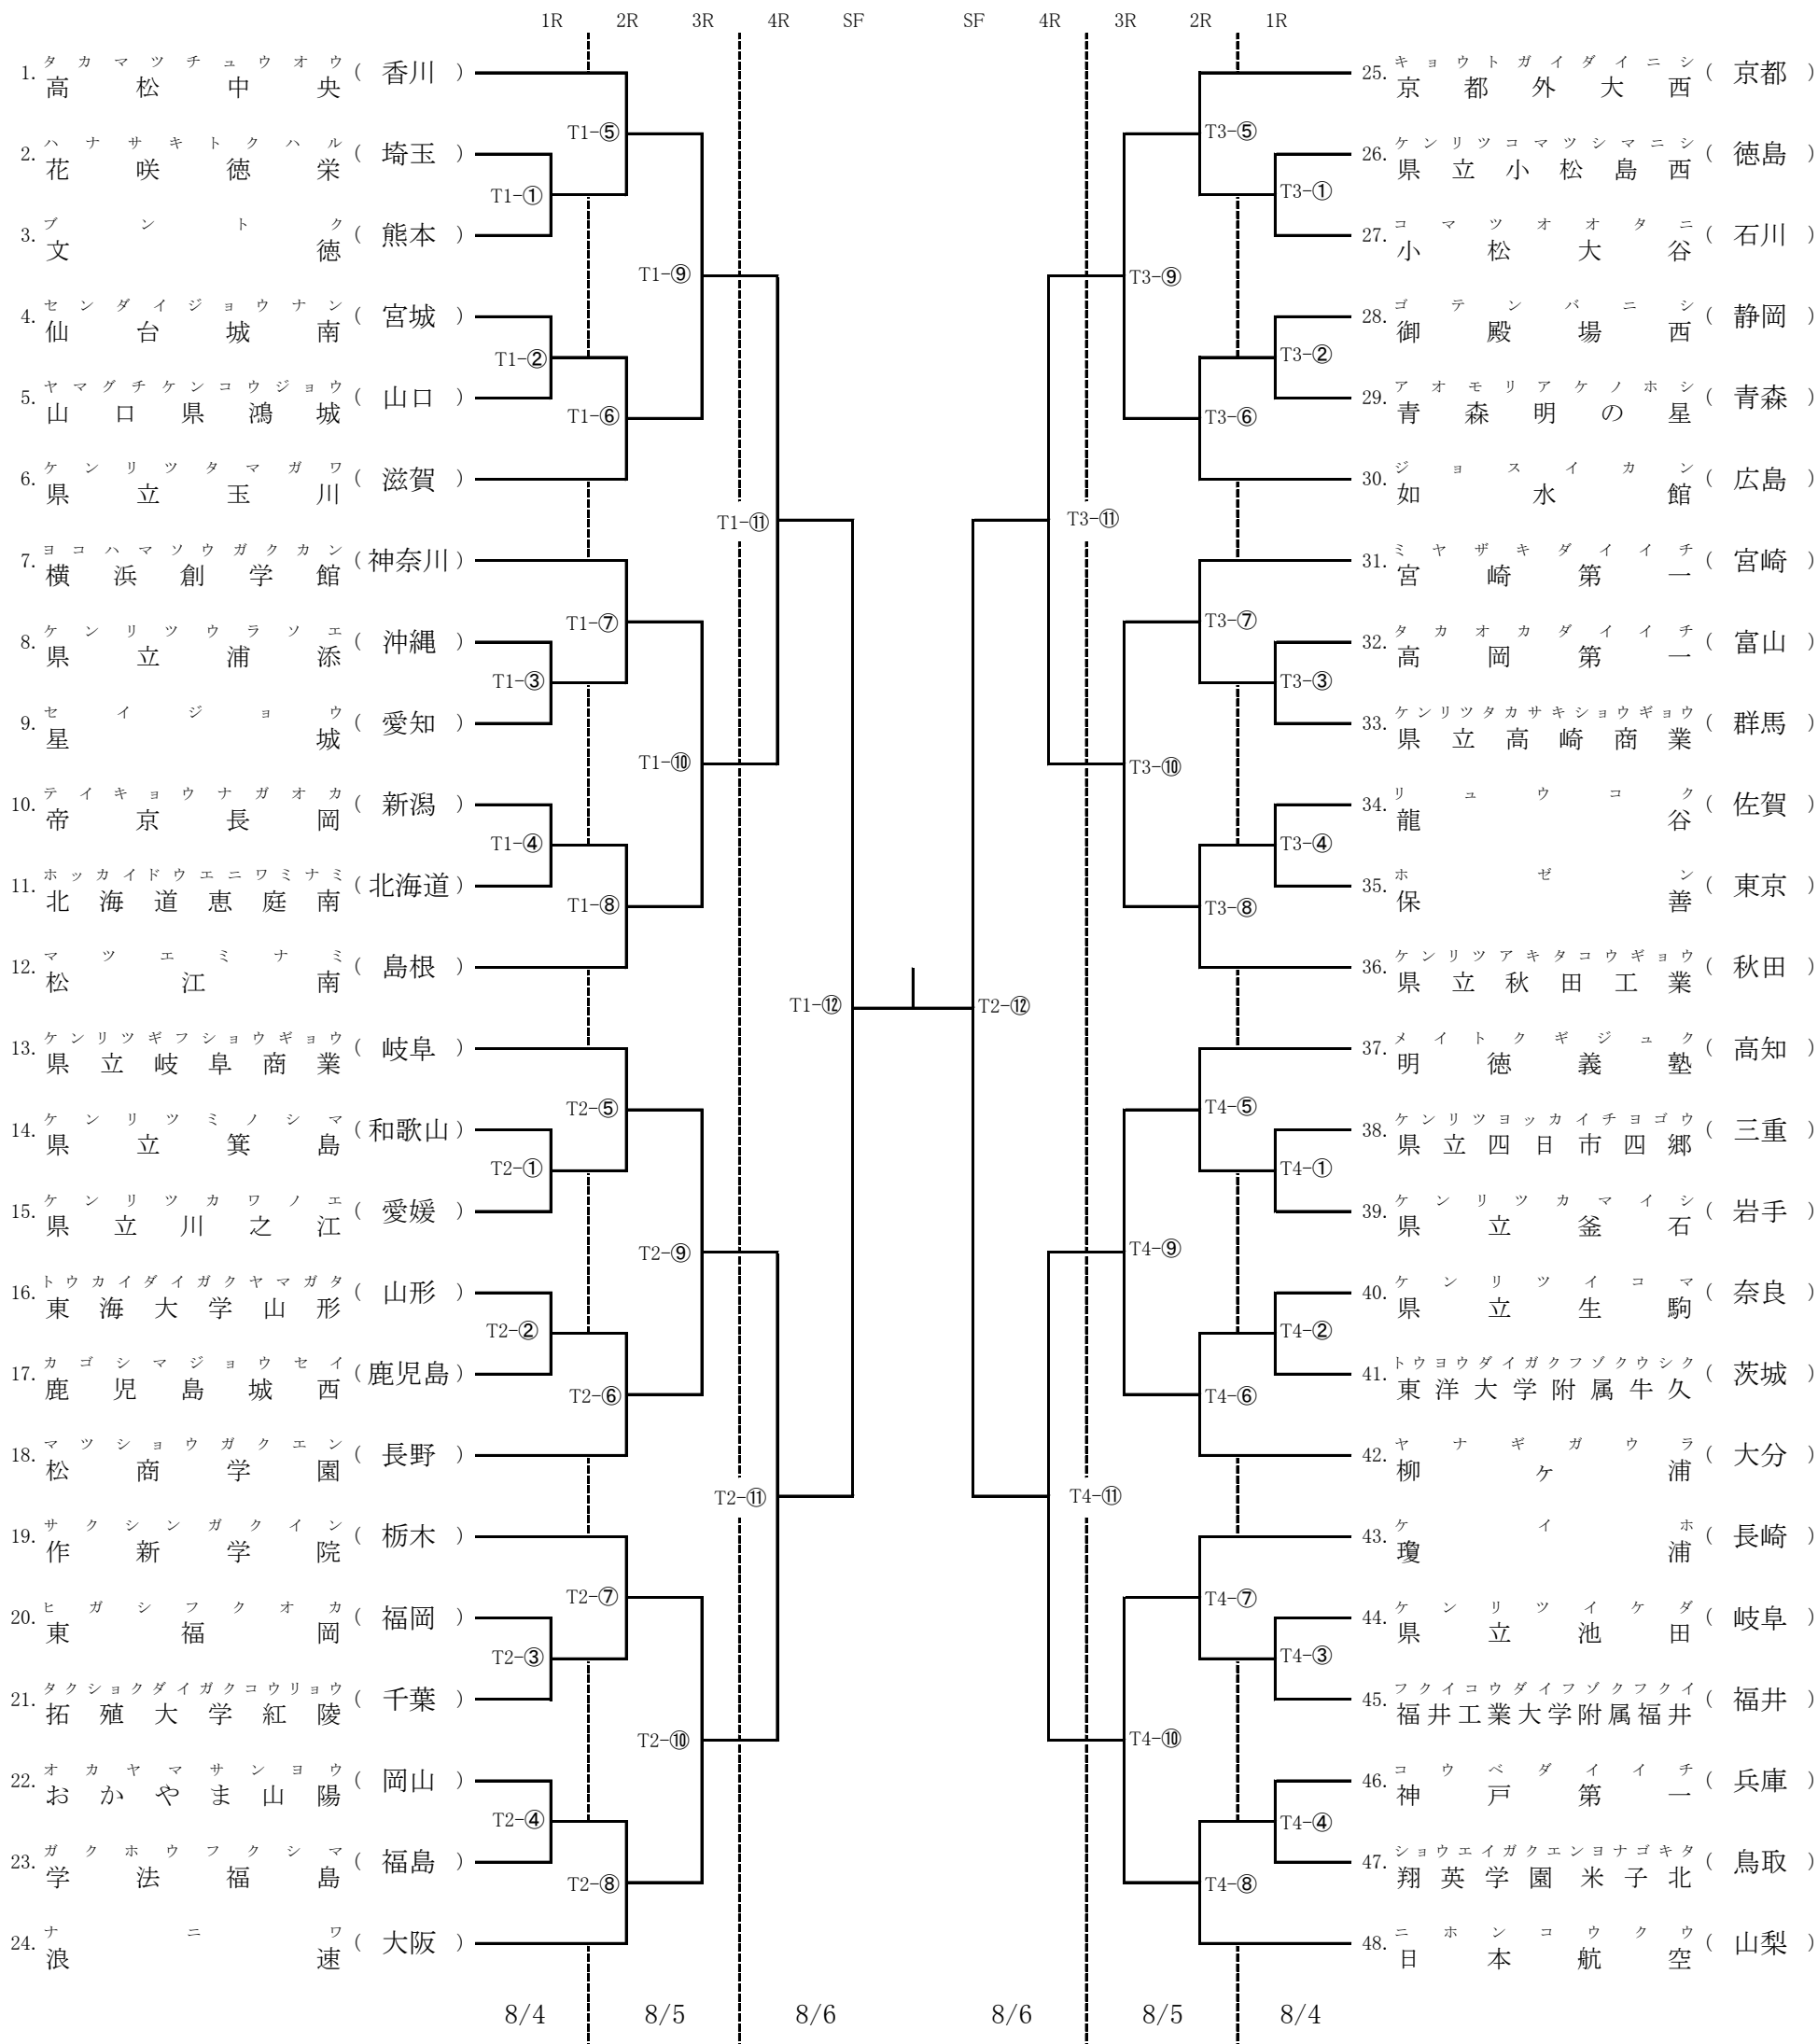 1R 2R 3R 4R SF SF 4R 3R 2R 1R
タカマツチュウオウ
1. 高松中央 ( 香川 )
ハナサキトクハル
2. 花咲徳栄 ( 埼玉 )
ブントク
3. 文徳 ( 熊本 )
センダイジョウナン
4. 仙台城南 ( 宮城 )
ヤマグチケンコウジョウ
5. 山口県鴻城 ( 山口 )
ケンリツタマガワ
6. 県立玉川 ( 滋賀 )
ヨコハマソウガクカン
7. 横浜創学館 ( 神奈川 )
ケンリツウラソエ
8. 県立浦添 ( 沖縄 )
セイジョウ
9. 星城 ( 愛知 )
テイキョウナガオカ
10. 帝京長岡 ( 新潟 )
ホッカイドウエニワミナミ
11. 北海道恵庭南 ( 北海道 )
マツエミナミ
12. 松江南 ( 島根 )
ケンリツギフショウギョウ
13. 県立岐阜商業 ( 岐阜 )
ケンリツミノシマ
14. 県立箕島 ( 和歌山 )
ケンリツカワノエ
15. 県立川之江 ( 愛媛 )
トウカイダイガクヤマガタ
16. 東海大学山形 ( 山形 )
カゴシマジョウセイ
17. 鹿児島城西 ( 鹿児島 )
マツショウガクエン
18. 松商学園 ( 長野 )
サクシンガクイン
19. 作新学院 ( 栃木 )
ヒガシフクオカ
20. 東福岡 ( 福岡 )
タクショクダイガクコウリョウ
21. 拓殖大学紅陵 ( 千葉 )
オカヤマサンヨウ
22. おかやま山陽 ( 岡山 )
ガクホウフクシマ
23. 学法福島 ( 福島 )
ナニワ
24. 浪速 ( 大阪 )
T1-⑤
T1-①
T1-⑨
T1-②
T1-⑥
T1-⑪
T1-⑦
T1-③
T1-⑩
T1-④
T1-⑧
T1-⑫
T2-⑤
T2-①
T2-⑨
T2-②
T2-⑥
T2-⑪
T2-⑦
T2-③
T2-⑩
T2-④
T2-⑧
T3-⑤
T3-①
T3-⑨
T3-②
T3-⑥
T3-⑪
T3-⑦
T3-③
T3-⑩
T3-④
T3-⑧
T2-⑫
T4-⑤
T4-①
T4-⑨
T4-②
T4-⑥
T4-⑪
T4-⑦
T4-③
T4-⑩
T4-④
T4-⑧
キョウトガイダイニシ
25. 京都外大西 ( 京都 )
ケンリツコマツシマニシ
26. 県立小松島西 ( 徳島 )
コマツオオタニ
27. 小松大谷 ( 石川 )
ゴテンバニシ
28. 御殿場西 ( 静岡 )
アオモリアケノホシ
29. 青森明の星 ( 青森 )
ジョスイカン
30. 如水館 ( 広島 )
ミヤザキダイイチ
31. 宮崎第一 ( 宮崎 )
タカオカダイイチ
32. 高岡第一 ( 富山 )
ケンリツタカサキショウギョウ
33. 県立高崎商業 ( 群馬 )
リュウコク
34. 龍谷 ( 佐賀 )
ホゼン
35. 保善 ( 東京 )
ケンリツアキタコウギョウ
36. 県立秋田工業 ( 秋田 )
メイトクギジュク
37. 明徳義塾 ( 高知 )
ケンリツヨッカイチヨゴウ
38. 県立四日市四郷 ( 三重 )
ケンリツカマイシ
39. 県立釜石 ( 岩手 )
ケンリツイコマ
40. 県立生駒 ( 奈良 )
トウヨウダイガクフゾクウシク
41. 東洋大学附属牛久 ( 茨城 )
ヤナギガウラ
42. 柳ヶ浦 ( 大分 )
ケイホ
43. 瓊浦 ( 長崎 )
ケンリツイケダ
44. 県立池田 ( 岐阜 )
フクイコウダイフゾクフクイ
45. 福井工業大学附属福井 ( 福井 )
コウベダイイチ
46. 神戸第一 ( 兵庫 )
ショウエイガクエンヨナゴキタ
47. 翔英学園米子北 ( 鳥取 )
ニホンコウクウ
48. 日本航空 ( 山梨 )
8/4 8/5 8/6 8/6 8/5 8/4